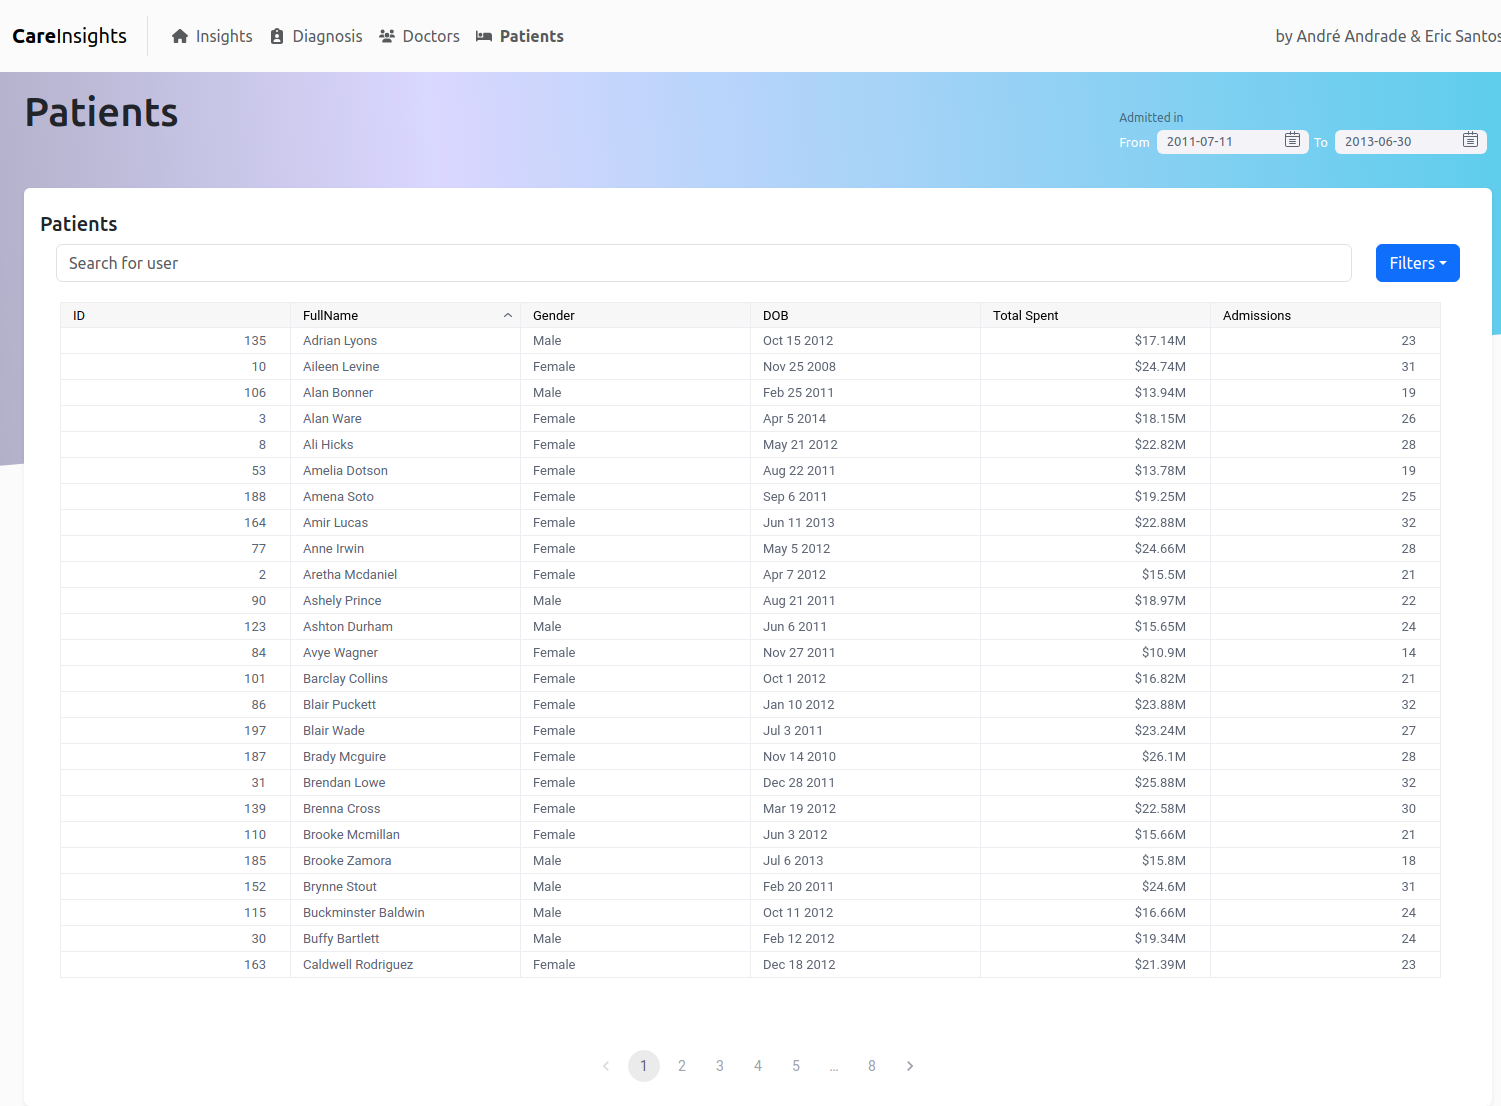 CareInsights Insights Diagnosis Doctors Patients by André Andrade & Eric Santos
Patients
Admitted in
From 2011-07-11 To 2013-06-30
Patients
Search for user Filters
ID FullName Gender DOB Total Spent Admissions
135 Adrian Lyons Male Oct 15 2012 $17.14M 23
10 Aileen Levine Female Nov 25 2008 $24.74M 31
106 Alan Bonner Male Feb 25 2011 $13.94M 19
3 Alan Ware Female Apr 5 2014 $18.15M 26
8 Ali Hicks Female May 21 2012 $22.82M 28
53 Amelia Dotson Female Aug 22 2011 $13.78M 19
188 Amena Soto Female Sep 6 2011 $19.25M 25
164 Amir Lucas Female Jun 11 2013 $22.88M 32
77 Anne Irwin Female May 5 2012 $24.66M 28
2 Aretha Mcdaniel Female Apr 7 2012 $15.5M 21
90 Ashely Prince Male Aug 21 2011 $18.97M 22
123 Ashton Durham Male Jun 6 2011 $15.65M 24
84 Avye Wagner Female Nov 27 2011 $10.9M 14
101 Barclay Collins Female Oct 1 2012 $16.82M 21
86 Blair Puckett Female Jan 10 2012 $23.88M 32
197 Blair Wade Female Jul 3 2011 $23.24M 27
187 Brady Mcguire Female Nov 14 2010 $26.1M 28
31 Brendan Lowe Female Dec 28 2011 $25.88M 32
139 Brenna Cross Female Mar 19 2012 $22.58M 30
110 Brooke Mcmillan Female Jun 3 2012 $15.66M 21
185 Brooke Zamora Male Jul 6 2013 $15.8M 18
152 Brynne Stout Male Feb 20 2011 $24.6M 31
115 Buckminster Baldwin Male Oct 11 2012 $16.66M 24
30 Buffy Bartlett Male Feb 12 2012 $19.34M 24
163 Caldwell Rodriguez Female Dec 18 2012 $21.39M 23
1 2 3 4 5 ... 8